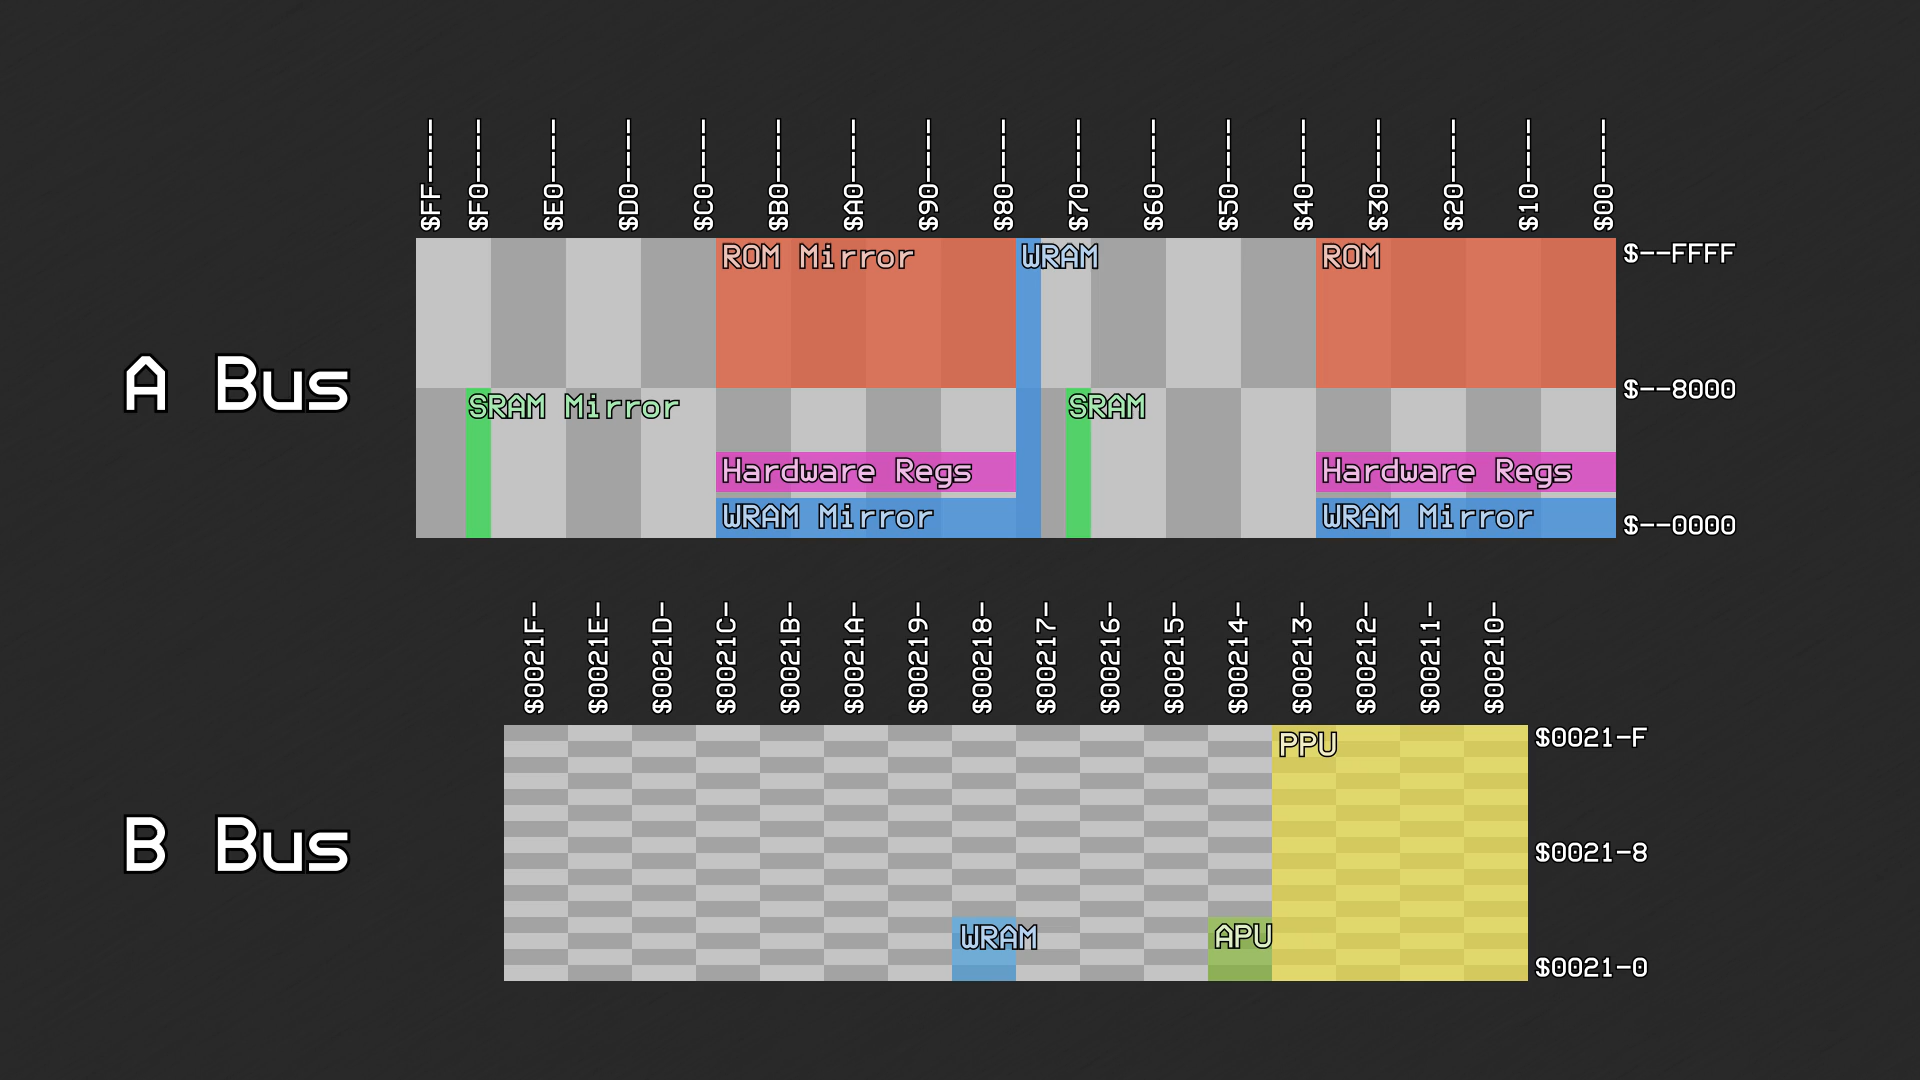 $FF----
$F0----
$E0----
$D0----
$C0----
$B0----
$A0----
$90----
$80----
$70----
$60----
$50----
$40----
$30----
$20----
$10----
$00----
ROM Mirror
WRAM
ROM
$--FFFF
A Bus
$--8000
SRAM Mirror
SRAM
Hardware Regs
Hardware Regs
WRAM Mirror
WRAM Mirror
$--0000
$0021F-
$0021E-
$0021D-
$0021C-
$0021B-
$0021A-
$00219-
$00218-
$00217-
$00216-
$00215-
$00214-
$00213-
$00212-
$00211-
$00210-
PPU
$0021-F
B Bus
$0021-8
WRAM
APU
$0021-0